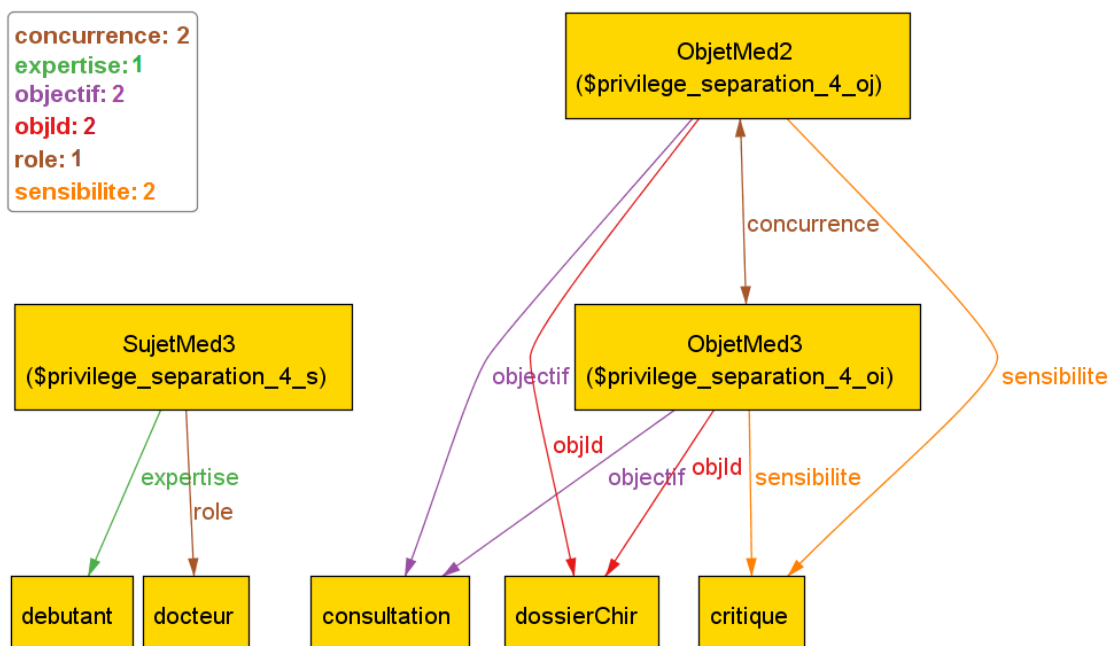 concurrence: 2
expertise: 1
objectif: 2
objId: 2
role: 1
sensibilite: 2
ObjetMed2
($privilege_separation_4_oj)
concurrence
SujetMed3
($privilege_separation_4_s)
ObjetMed3
($privilege_separation_4_oi)
objectif
sensibilite
objId
expertise
objectif
objId
sensibilite
role
debutant
docteur
consultation
dossierChir
critique